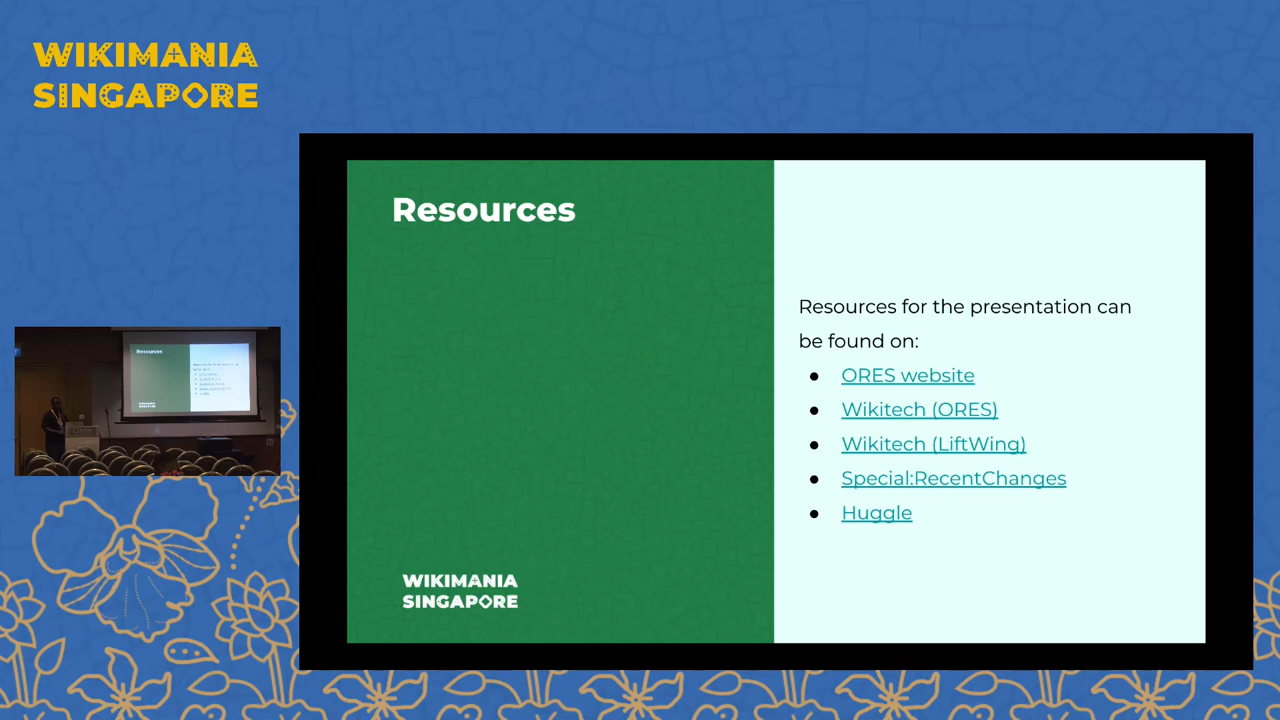 WIKIMANIA
SINGAPORE
Resources
Resources for the presentation can
be found on:
● ORES website
● Wikitech (ORES)
● Wikitech (LiftWing)
● Special:RecentChanges
● Huggle
WIKIMANIA
SINGAPORE
Resources